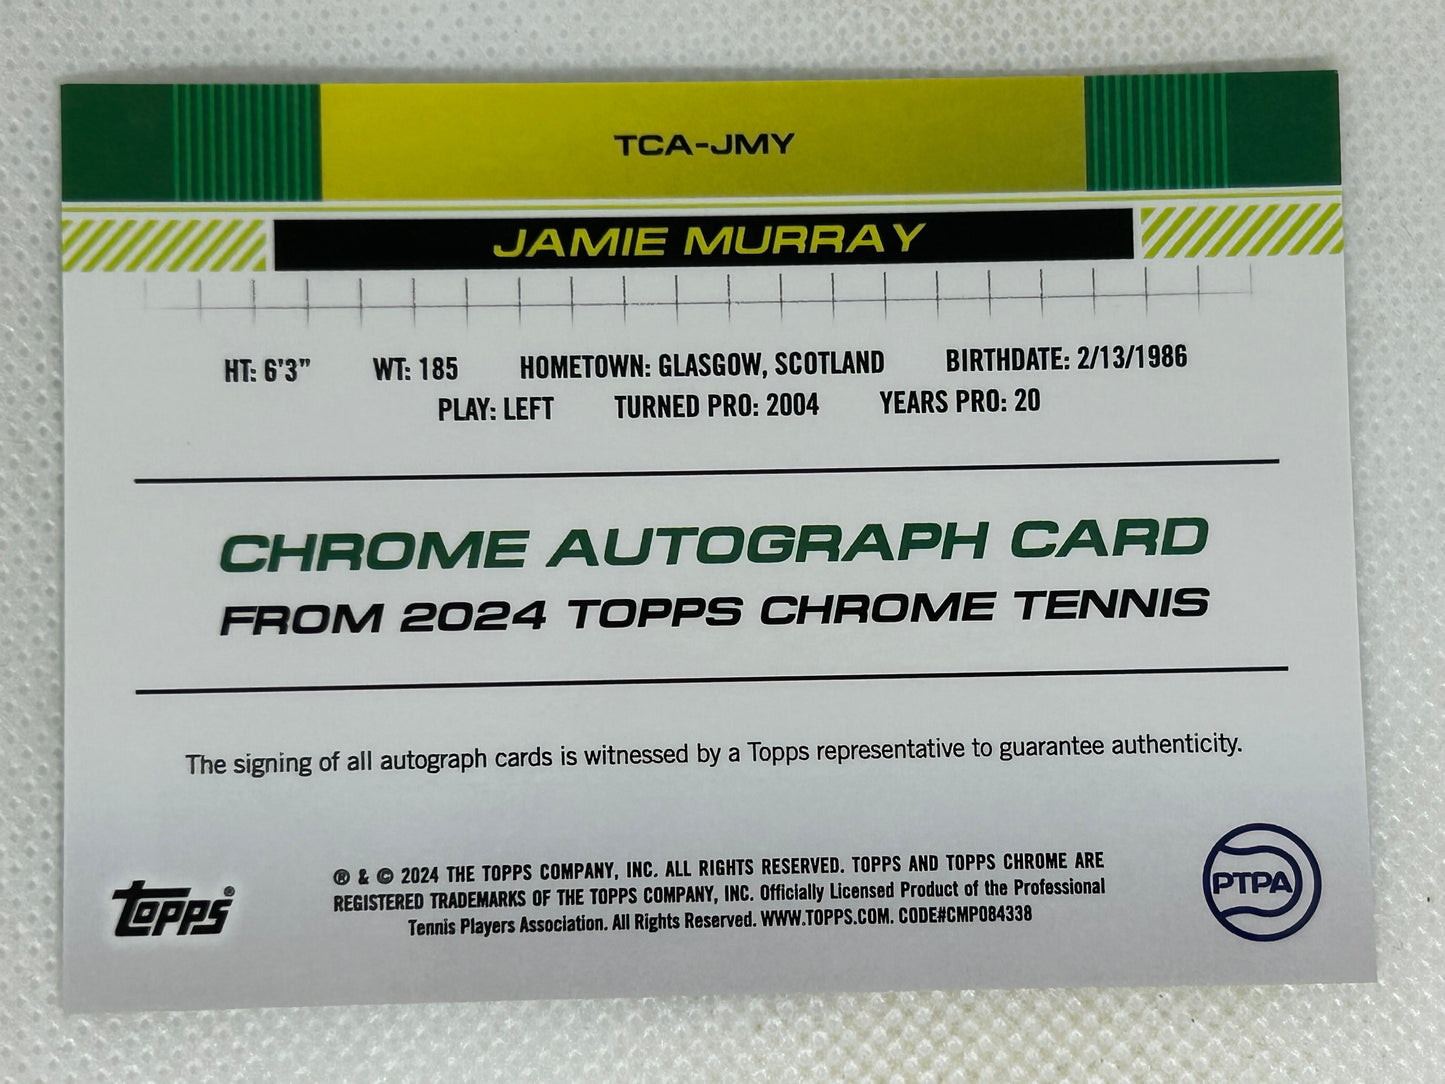 TCA-JMY
JAMIE MURRAY
HT: 6'3" WT: 185 HOMETOWN: GLASGOW, SCOTLAND BIRTHDATE: 2/13/1986
PLAY: LEFT TURNED PRO: 2004 YEARS PRO: 20
CHROME AUTOGRAPH CARD
FROM 2024 TOPPS CHROME TENNIS
The signing of all autograph cards is witnessed by a Topps representative to guarantee authenticity.
® & © 2024 THE TOPPS COMPANY, INC. ALL RIGHTS RESERVED. TOPPS AND TOPPS CHROME ARE
REGISTERED TRADEMARKS OF THE TOPPS COMPANY, INC. Officially Licensed Product of the Professional
Tennis Players Association. All Rights Reserved. WWW.TOPPS.COM. CODE#CMP084338
topps®
PTPA